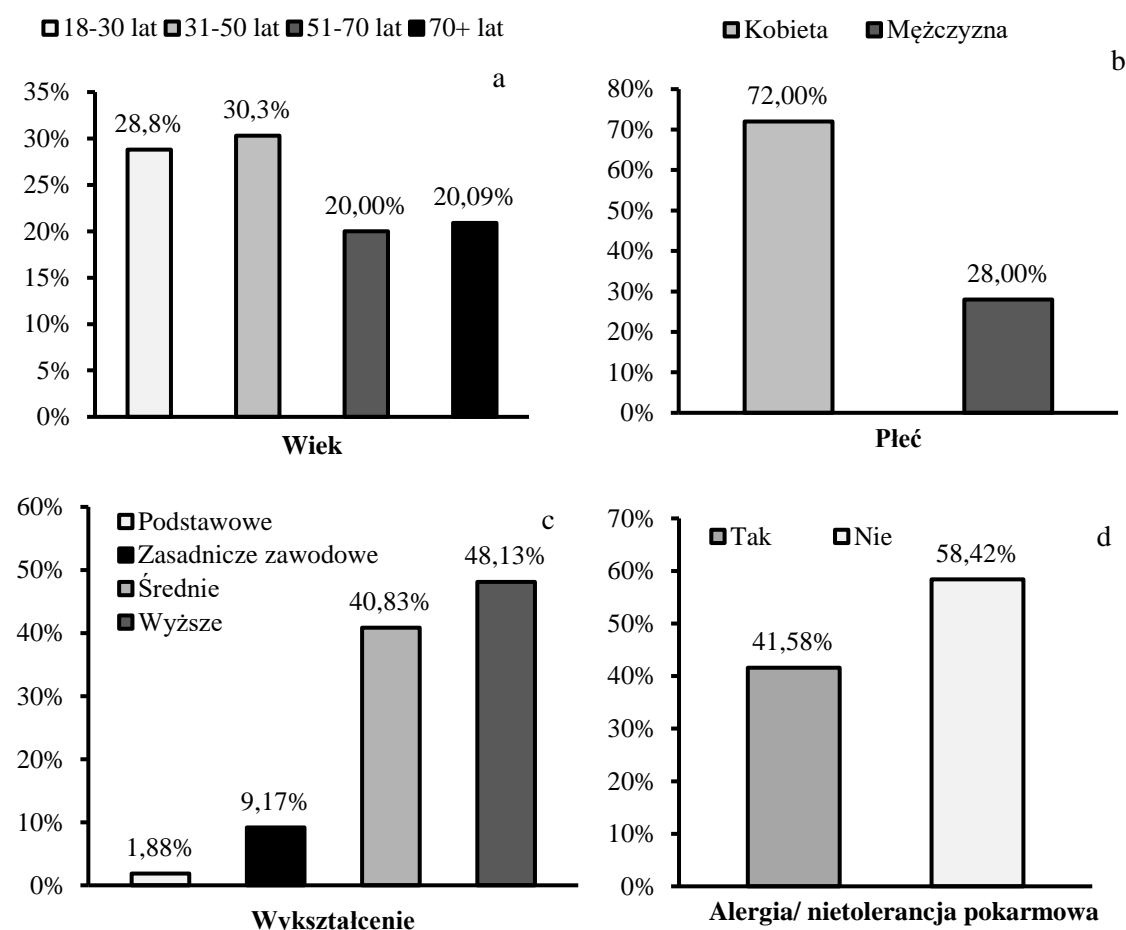 18-30 lat 31-50 lat 51-70 lat 70+ lat
a
35%
30%
25%
20%
15%
10%
5%
0%
28,8%
30,3%
20,00%
20,09%
Wiek
Kobieta Mężczyzna
b
80%
70%
60%
50%
40%
30%
20%
10%
0%
72,00%
28,00%
Płeć
60%
50%
40%
30%
20%
10%
0%
Podstawowe
Zasadnicze zawodowe
Średnie
Wyższe
c
1,88%
9,17%
40,83%
48,13%
Wykształcenie
70%
60%
50%
40%
30%
20%
10%
0%
Tak Nie
d
41,58%
58,42%
Alergia/ nietolerancja pokarmowa